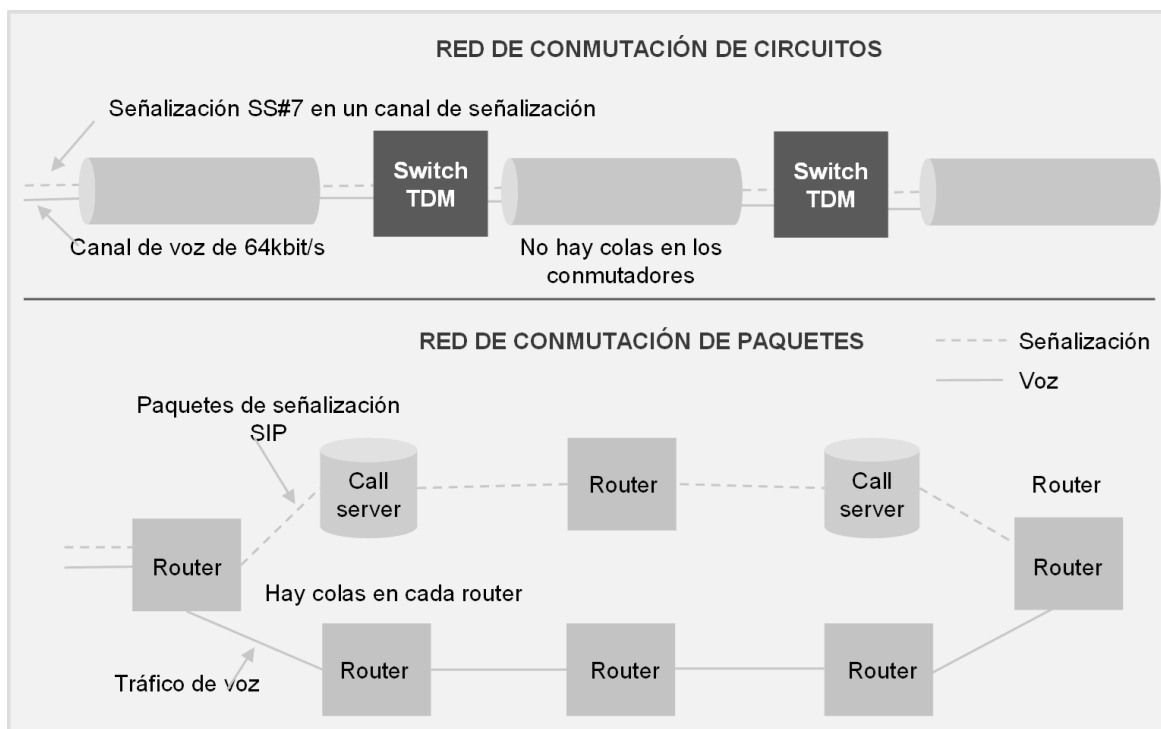 RED DE CONMUTACIÓN DE CIRCUITOS
Señalización SS#7 en un canal de señalización
Switch
TDM
Switch
TDM
Canal de voz de 64kbit/s
No hay colas en los
conmutadores
RED DE CONMUTACIÓN DE PAQUETES
Señalización
Voz
Paquetes de señalización
SIP
Call
server
Router
Call
server
Router
Router
Router
Hay colas en cada router
Router
Router
Router
Tráfico de voz